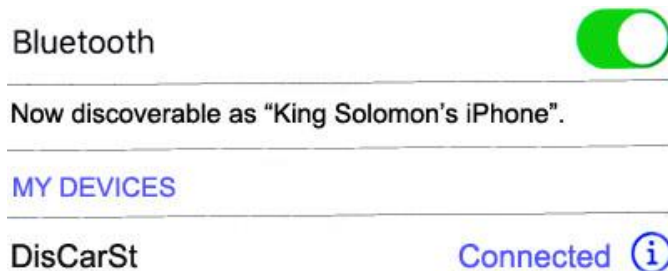 Bluetooth
Now discoverable as “King Solomon’s iPhone”.
MY DEVICES
DisCarSt
Connected